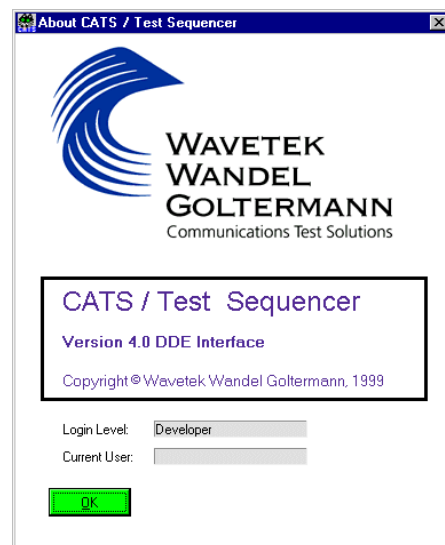 About CATS / Test Sequencer
CATS
WAVETEK
WANDEL
GOLTERMANN
Communications Test Solutions
CATS / Test Sequencer
Version 4.0 DDE Interface
Copyright © Wavetek Wandel Goltermann, 1999
Login Level: Developer
Current User:
OK